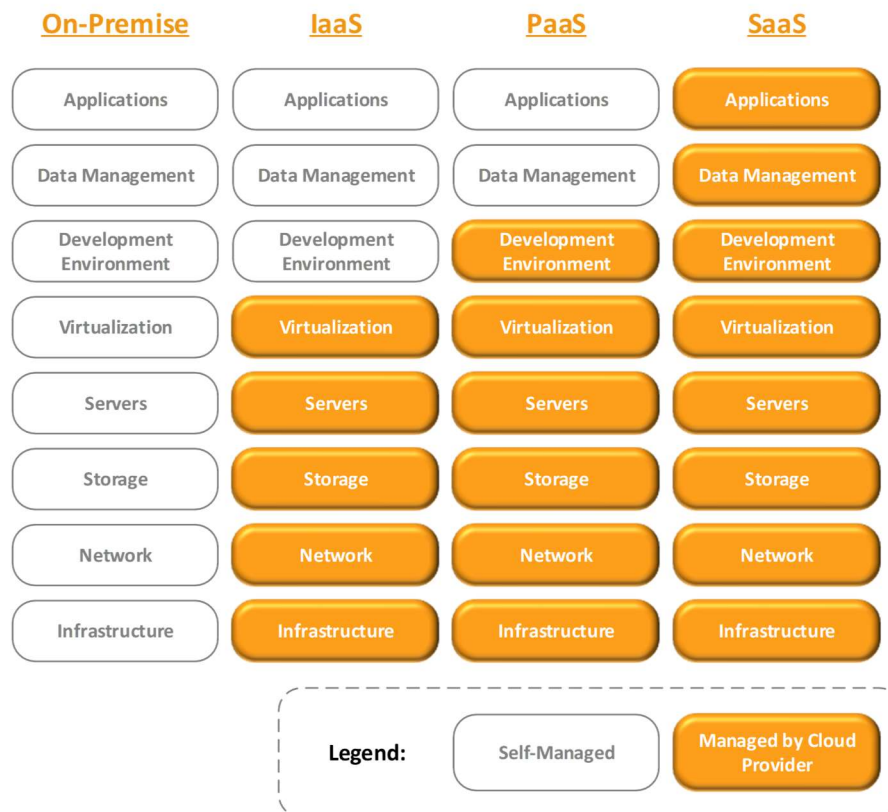 On-Premise IaaS PaaS SaaS
Applications Applications Applications Applications
Data Management Data Management Data Management Data Management
Development Environment Development Environment Development Environment Development Environment
Virtualization Virtualization Virtualization Virtualization
Servers Servers Servers Servers
Storage Storage Storage Storage
Network Network Network Network
Infrastructure Infrastructure Infrastructure Infrastructure
Legend: Self-Managed Managed by Cloud Provider